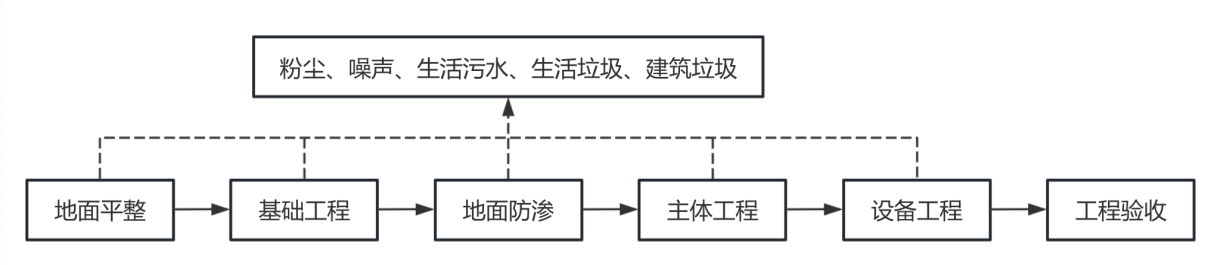 粉尘、噪声、生活污水、生活垃圾、建筑垃圾
地面平整
基础工程
地面防渗
主体工程
设备工程
工程验收